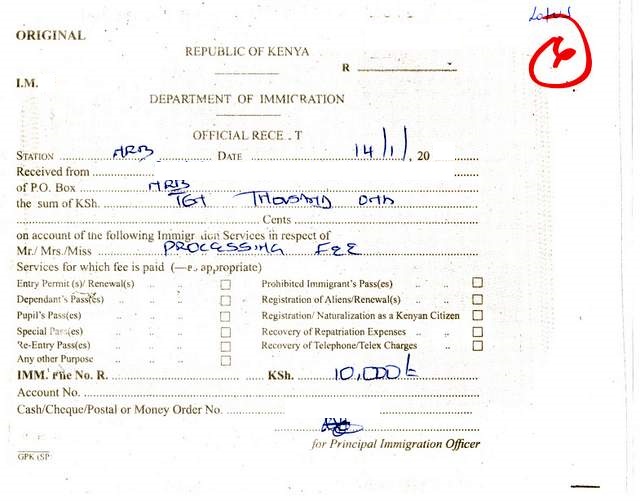 ORIGINAL
REPUBLIC OF KENYA
R
I.M.
DEPARTMENT OF IMMIGRATION
OFFICIAL RECE T
STATION NRB DATE 14/1/, 20
Received from
of P.O. Box NRB
the sum of KSh. TEN THOUSAND ONLY
Cents
on account of the following Immigration Services in respect of
Mr./ Mrs./Miss PROCESSING FEE
Services for which fee is paid (— as appropriate)
Entry Permit (s)/ Renewal(s) Prohibited Immigrant's Pass(es)
Dependant's Pass(es) Registration of Aliens/Renewal(s)
Pupil's Pass(es) Registration/ Naturalization as a Kenyan Citizen
Special Pass(es) Recovery of Repatriation Expenses
Re-Entry Pass(es) Recovery of Telephone/Telex Charges
Any other Purpose
IMM. File No. R. KSh. 10,000/=
Account No.
Cash/Cheque/Postal or Money Order No.
for Principal Immigration Officer
GPK (SP